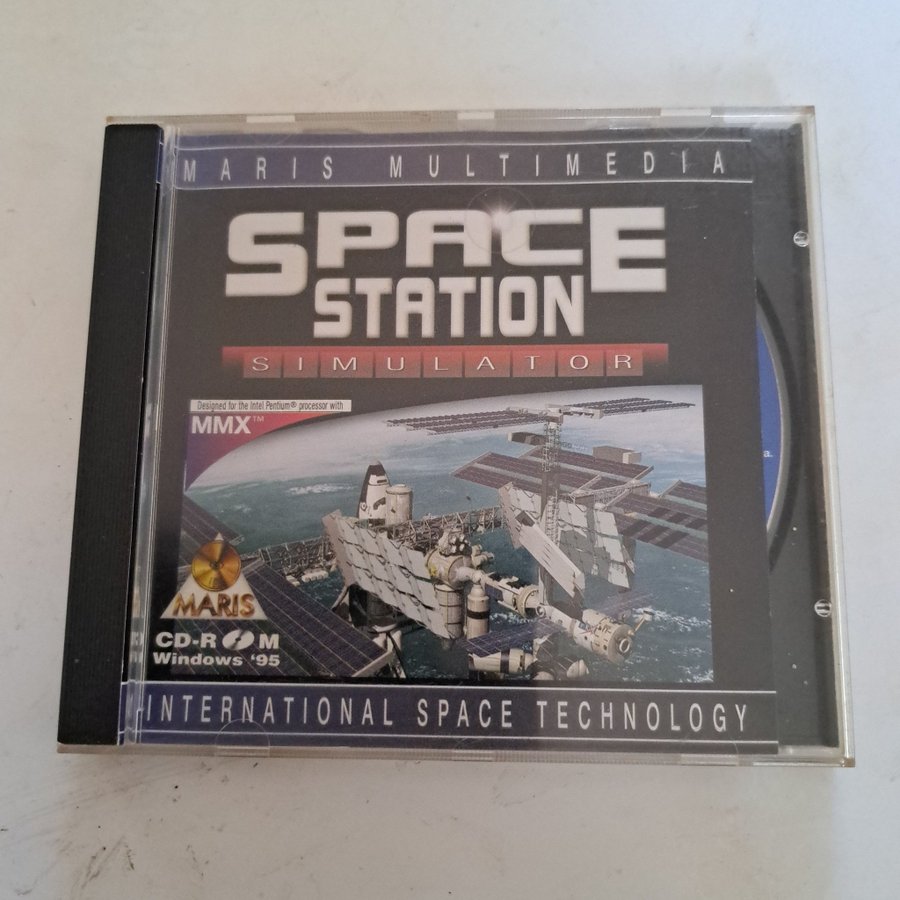 MARIS MULTIMEDIA
SPACE
STATION
SIMULATOR
Designed for the Intel Pentium® processor with
MMX™
MARIS
CD-ROM
Windows '95
INTERNATIONAL SPACE TECHNOLOGY
a.